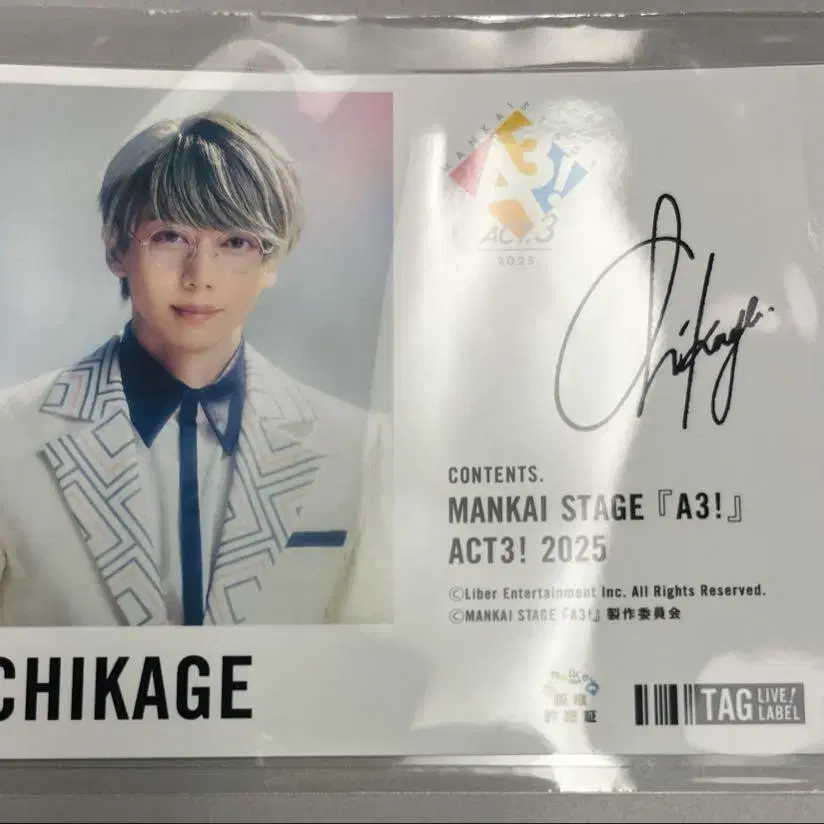 MANKAI STAGE
A3!
ACT3
2025
Chikage.
CONTENTS.
MANKAI STAGE『A3!』
ACT3! 2025
©Liber Entertainment Inc. All Rights Reserved.
©MANKAI STAGE『A3!』製作委員会
CHIKAGE
TAG LIVE!
LABEL